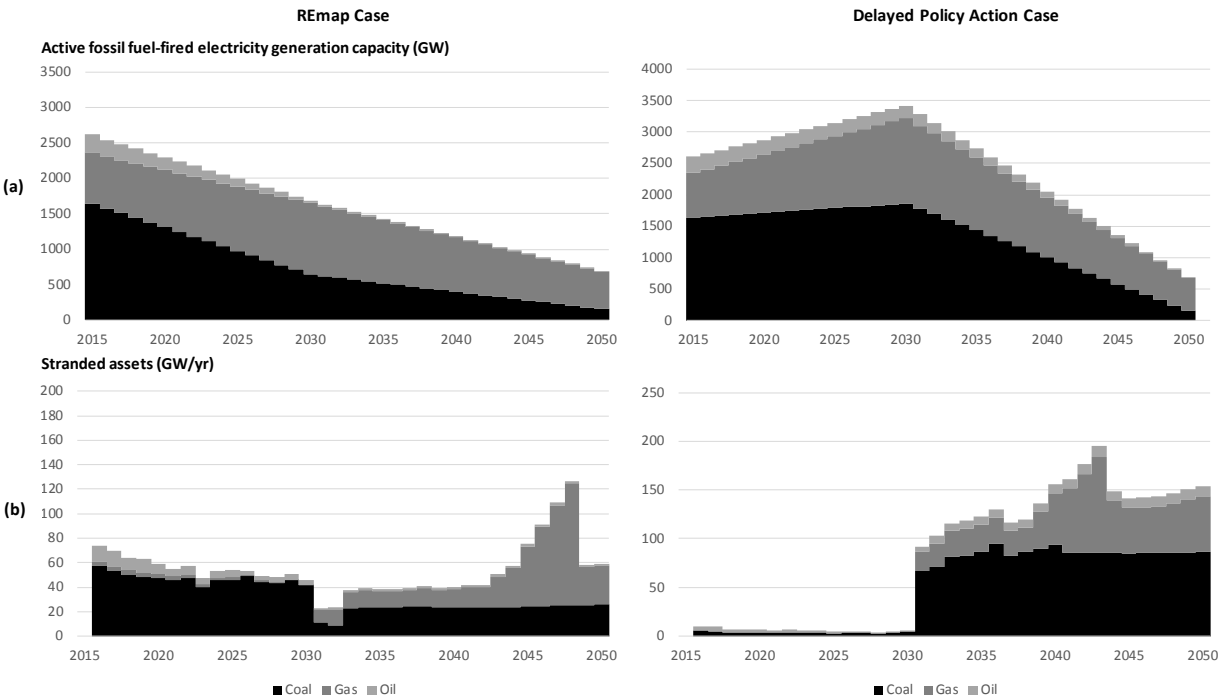 REmap Case
Delayed Policy Action Case
Active fossil fuel-fired electricity generation capacity (GW)
(a)
3500
3000
2500
2000
1500
1000
500
0
2015 2020 2025 2030 2035 2040 2045 2050
4000
3500
3000
2500
2000
1500
1000
500
0
2015 2020 2025 2030 2035 2040 2045 2050
Stranded assets (GW/yr)
(b)
200
180
160
140
120
100
80
60
40
20
0
2015 2020 2025 2030 2035 2040 2045 2050
Coal Gas Oil
250
200
150
100
50
0
2015 2020 2025 2030 2035 2040 2045 2050
Coal Gas Oil